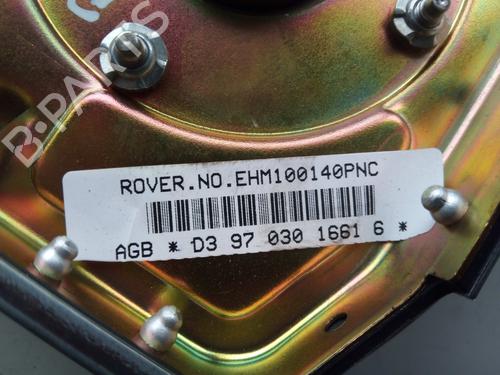 B-PARTS
ROVER.NO.EHM100140PNC
AGB * D3 97 030 1661 6 *